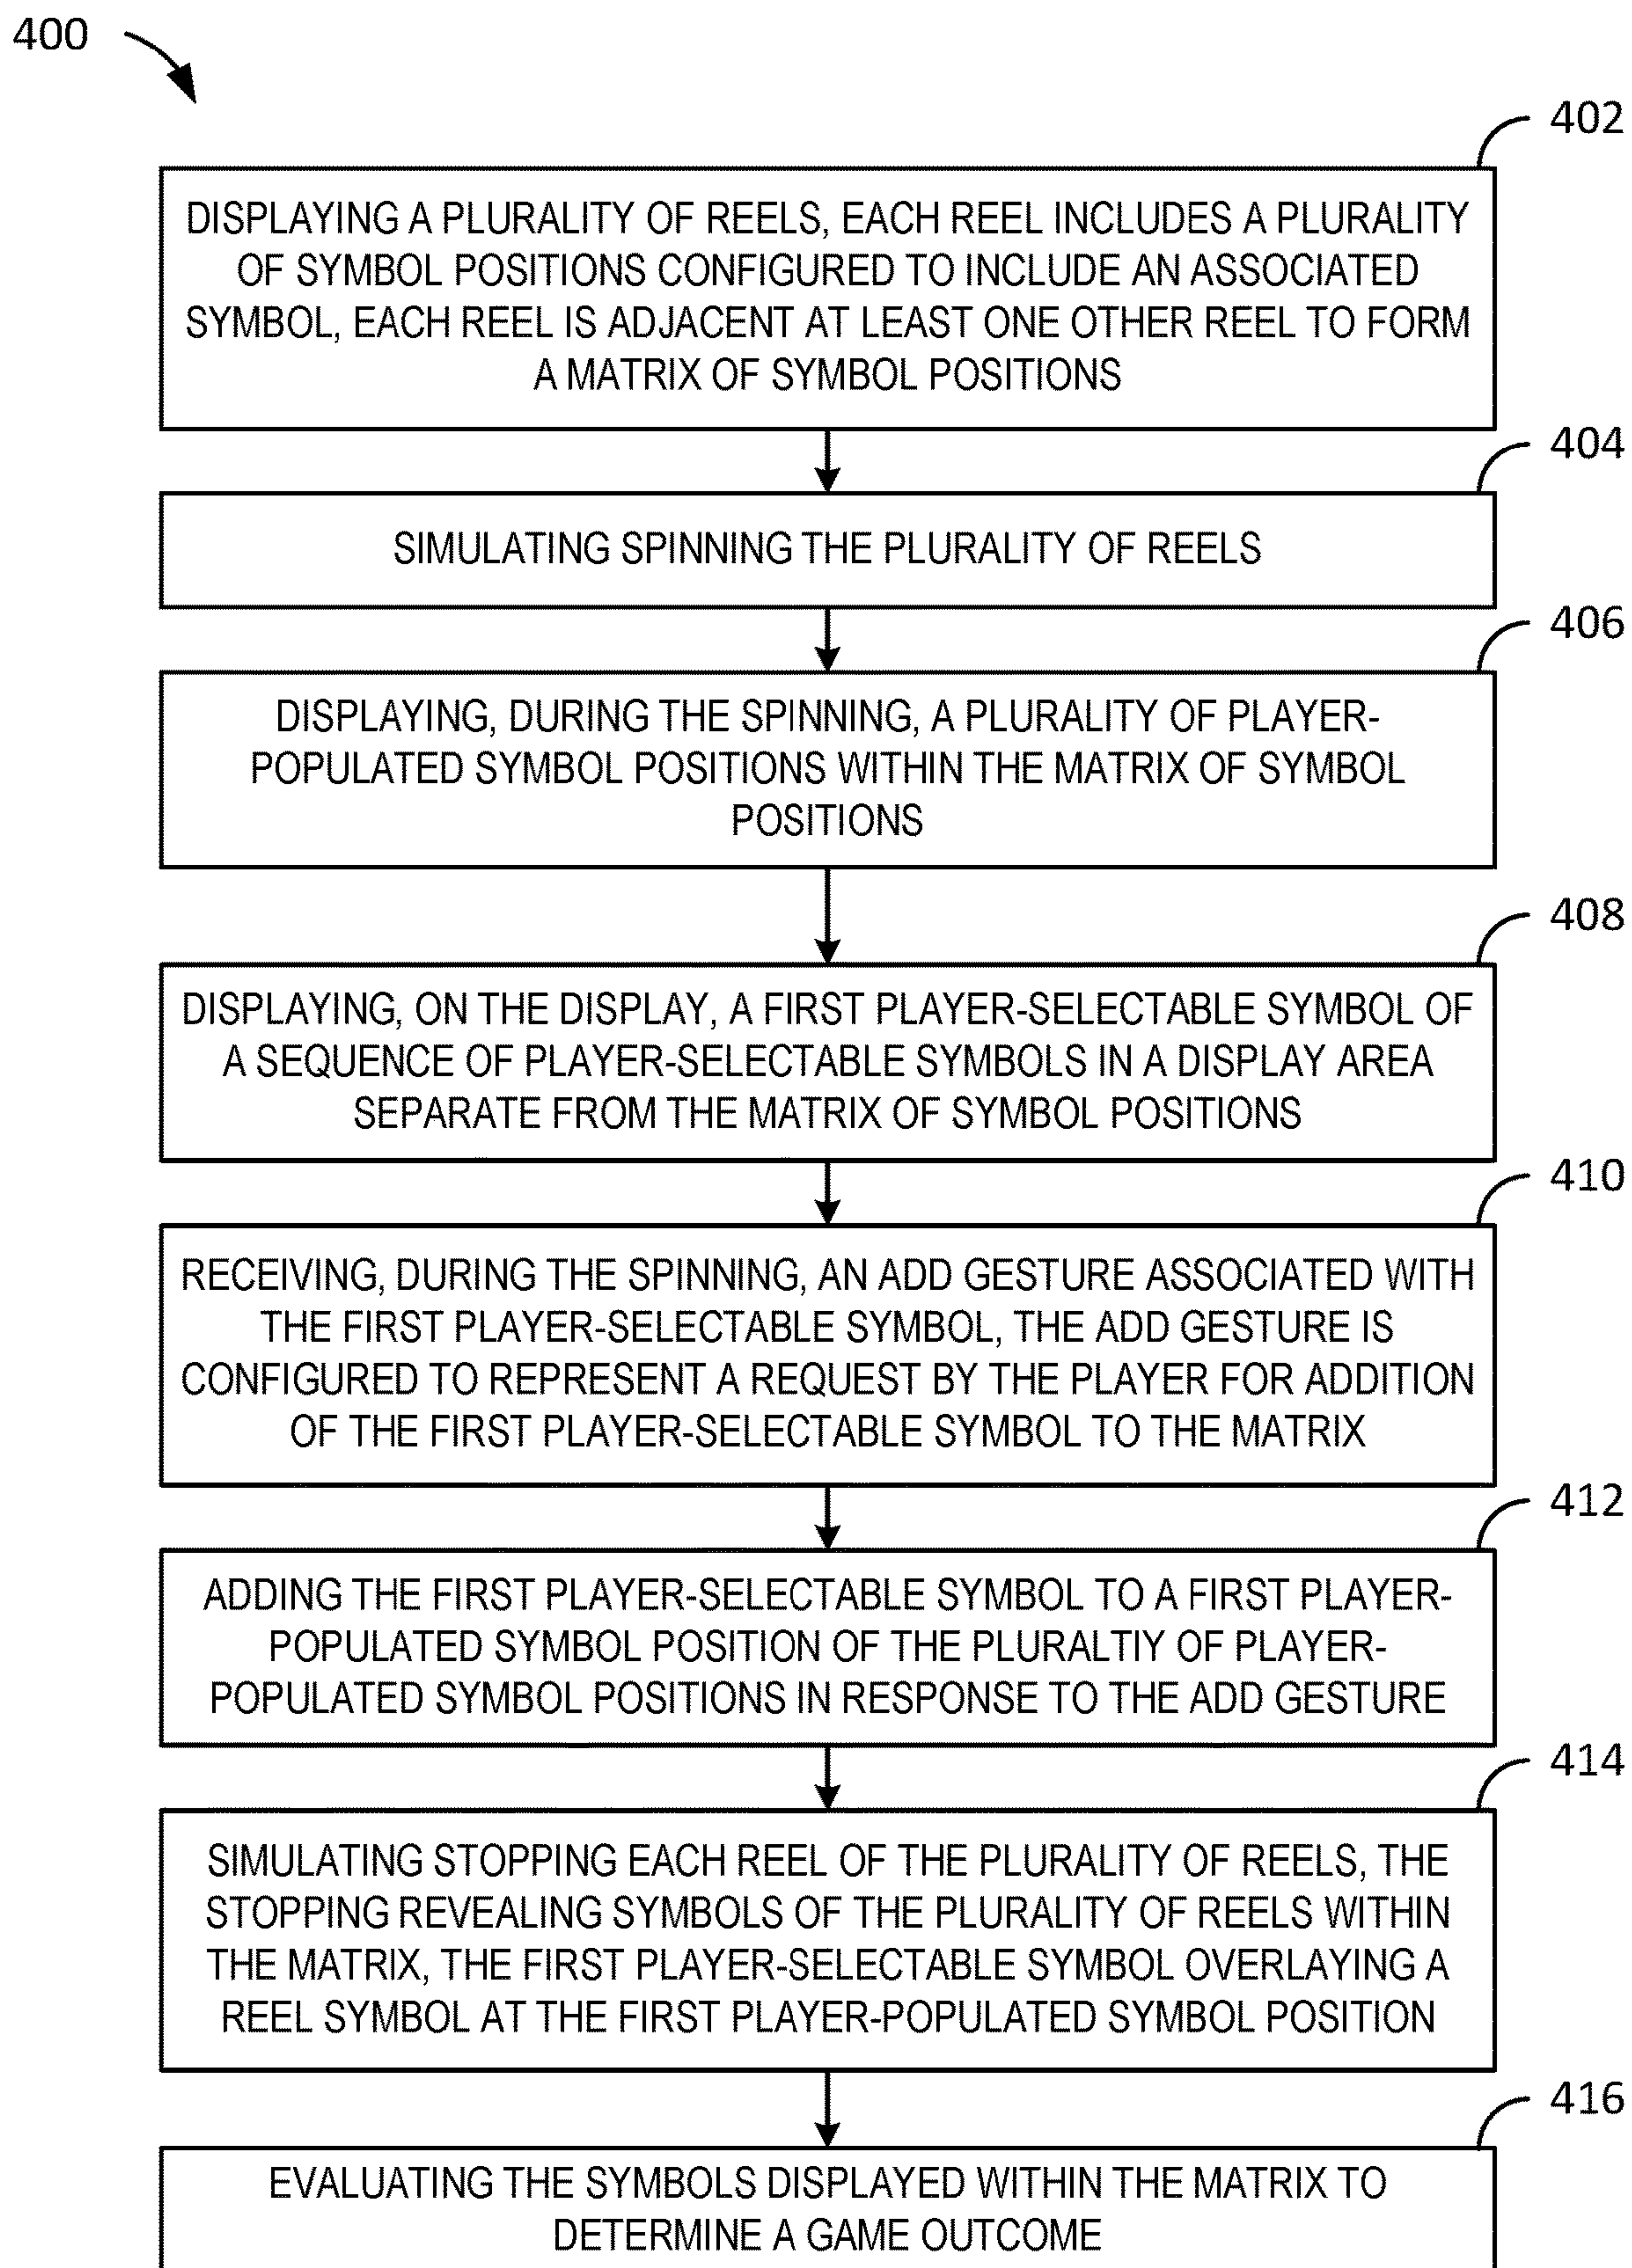 400
402
DISPLAYING A PLURALITY OF REELS, EACH REEL INCLUDES A PLURALITY
OF SYMBOL POSITIONS CONFIGURED TO INCLUDE AN ASSOCIATED
SYMBOL, EACH REEL IS ADJACENT AT LEAST ONE OTHER REEL TO FORM
A MATRIX OF SYMBOL POSITIONS
404
SIMULATING SPINNING THE PLURALITY OF REELS
406
DISPLAYING, DURING THE SPINNING, A PLURALITY OF PLAYER-
POPULATED SYMBOL POSITIONS WITHIN THE MATRIX OF SYMBOL
POSITIONS
408
DISPLAYING, ON THE DISPLAY, A FIRST PLAYER-SELECTABLE SYMBOL OF
A SEQUENCE OF PLAYER-SELECTABLE SYMBOLS IN A DISPLAY AREA
SEPARATE FROM THE MATRIX OF SYMBOL POSITIONS
410
RECEIVING, DURING THE SPINNING, AN ADD GESTURE ASSOCIATED WITH
THE FIRST PLAYER-SELECTABLE SYMBOL, THE ADD GESTURE IS
CONFIGURED TO REPRESENT A REQUEST BY THE PLAYER FOR ADDITION
OF THE FIRST PLAYER-SELECTABLE SYMBOL TO THE MATRIX
412
ADDING THE FIRST PLAYER-SELECTABLE SYMBOL TO A FIRST PLAYER-
POPULATED SYMBOL POSITION OF THE PLURALTIY OF PLAYER-
POPULATED SYMBOL POSITIONS IN RESPONSE TO THE ADD GESTURE
414
SIMULATING STOPPING EACH REEL OF THE PLURALITY OF REELS, THE
STOPPING REVEALING SYMBOLS OF THE PLURALITY OF REELS WITHIN
THE MATRIX, THE FIRST PLAYER-SELECTABLE SYMBOL OVERLAYING A
REEL SYMBOL AT THE FIRST PLAYER-POPULATED SYMBOL POSITION
416
EVALUATING THE SYMBOLS DISPLAYED WITHIN THE MATRIX TO
DETERMINE A GAME OUTCOME